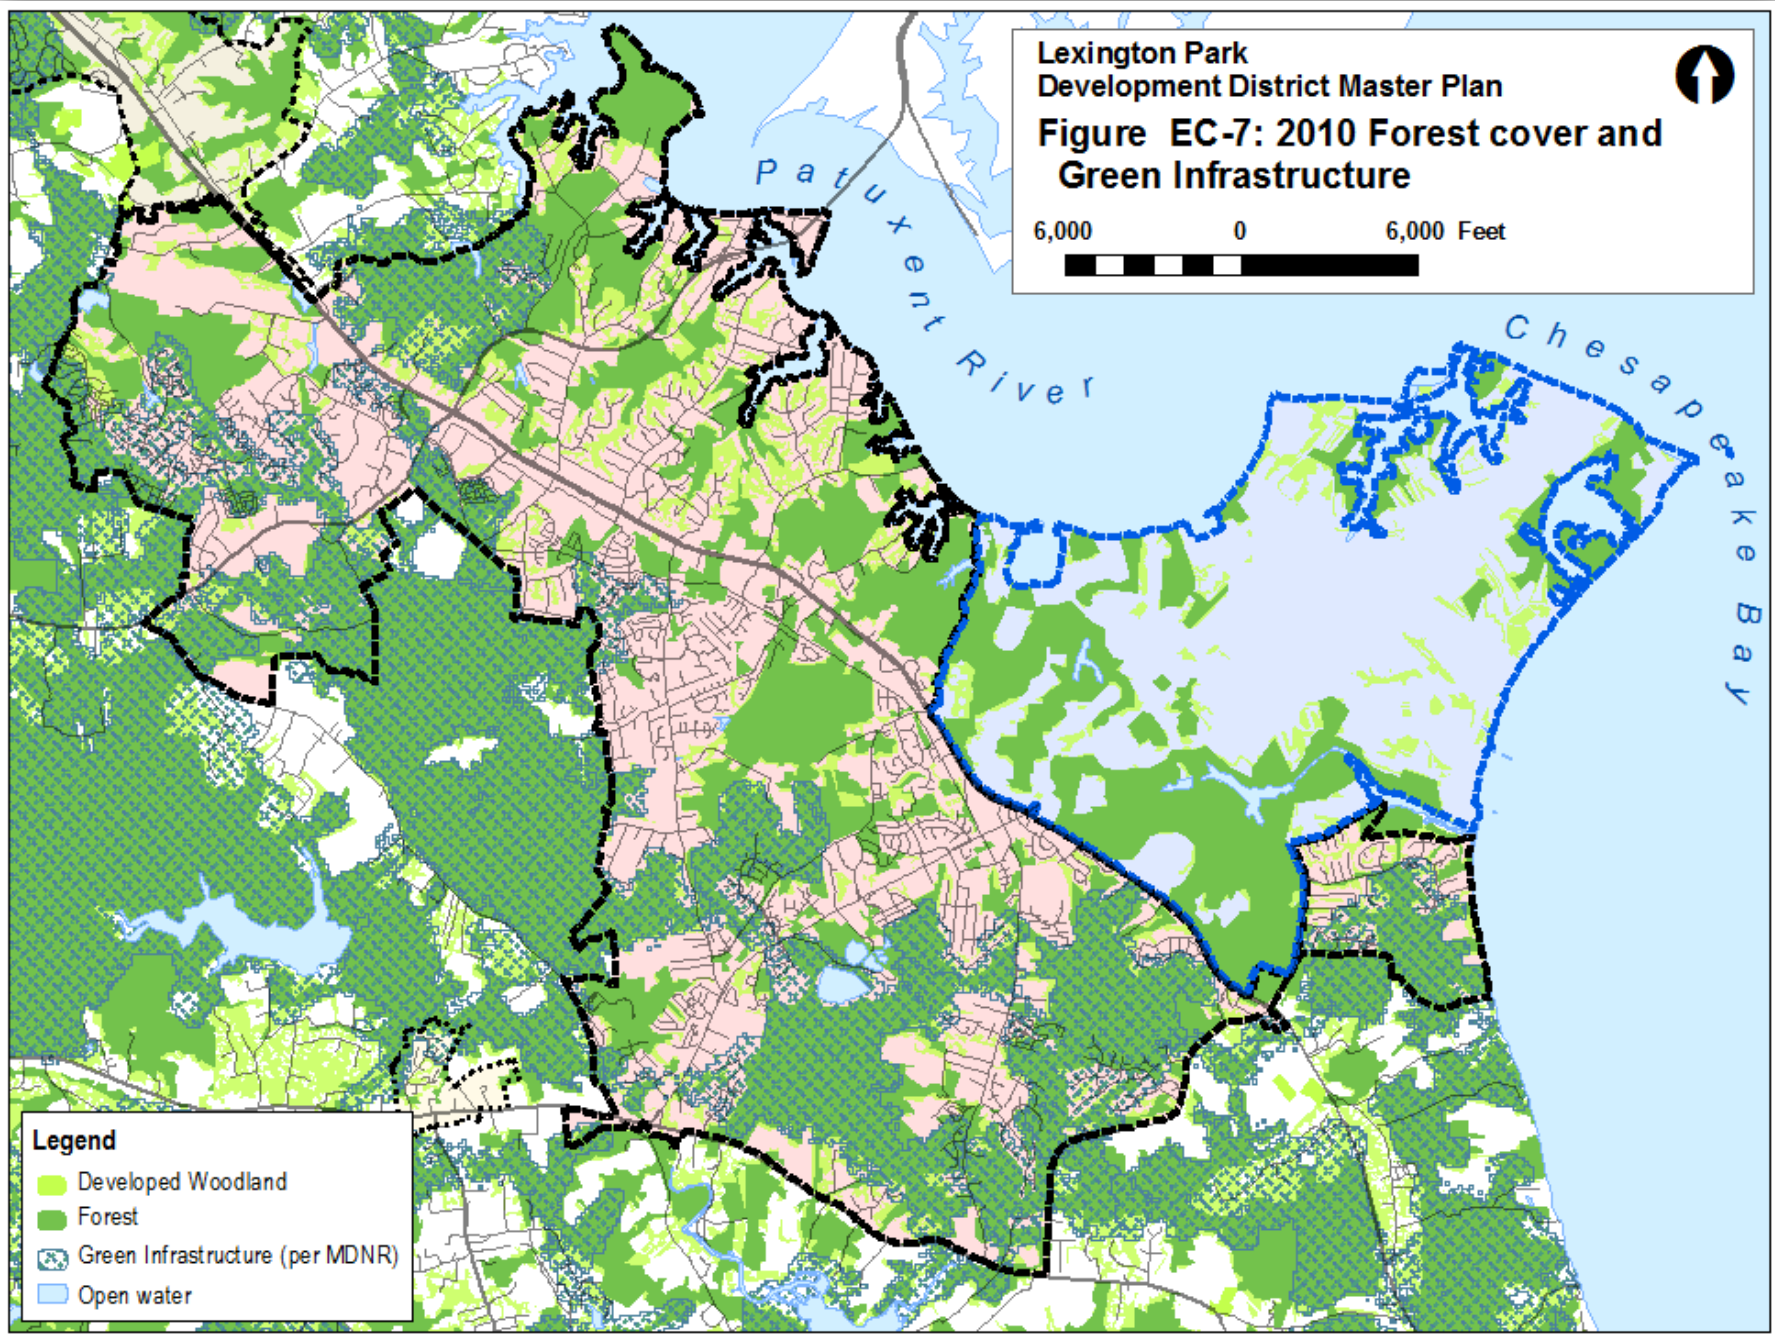 Lexington Park
Development District Master Plan
Figure EC-7: 2010 Forest cover and
Green Infrastructure
6,000 0 6,000 Feet
Patuxent River
Chesapeake Bay
Legend
Developed Woodland
Forest
Green Infrastructure (per MDNR)
Open water